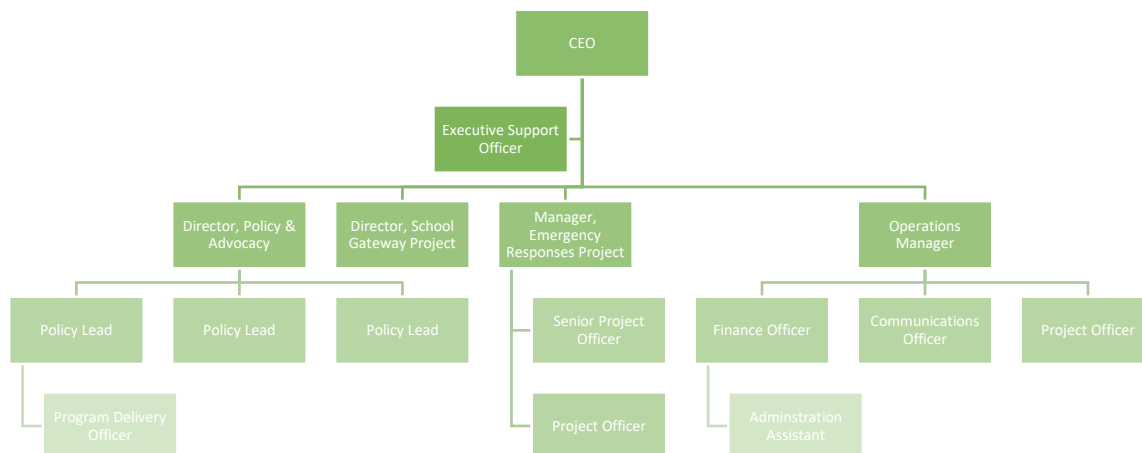 CEO
Executive Support
Officer
Director, Policy &
Advocacy
Director, School
Gateway Project
Manager,
Emergency
Responses Project
Operations
Manager
Policy Lead
Policy Lead
Policy Lead
Senior Project
Officer
Finance Officer
Communications
Officer
Project Officer
Program Delivery
Officer
Project Officer
Adminstration
Assistant